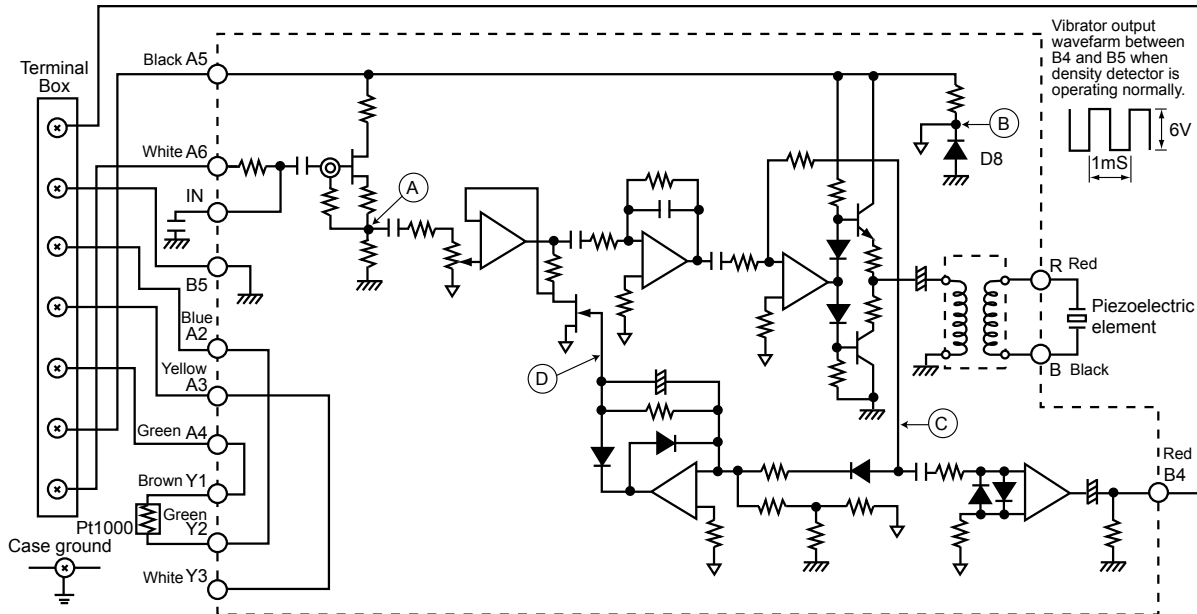 Terminal
Box
Black A5
White A6
IN
B5
Blue
A2
Yellow
A3
Green A4
Brown Y1
Pt1000
Green
Y2
Case ground
White Y3
A
B
D8
C
D
Vibrator output
wavefarm between
B4 and B5 when
density detector is
operating normally.
6V
1mS
R Red
Piezoelectric
element
B Black
Red
B4